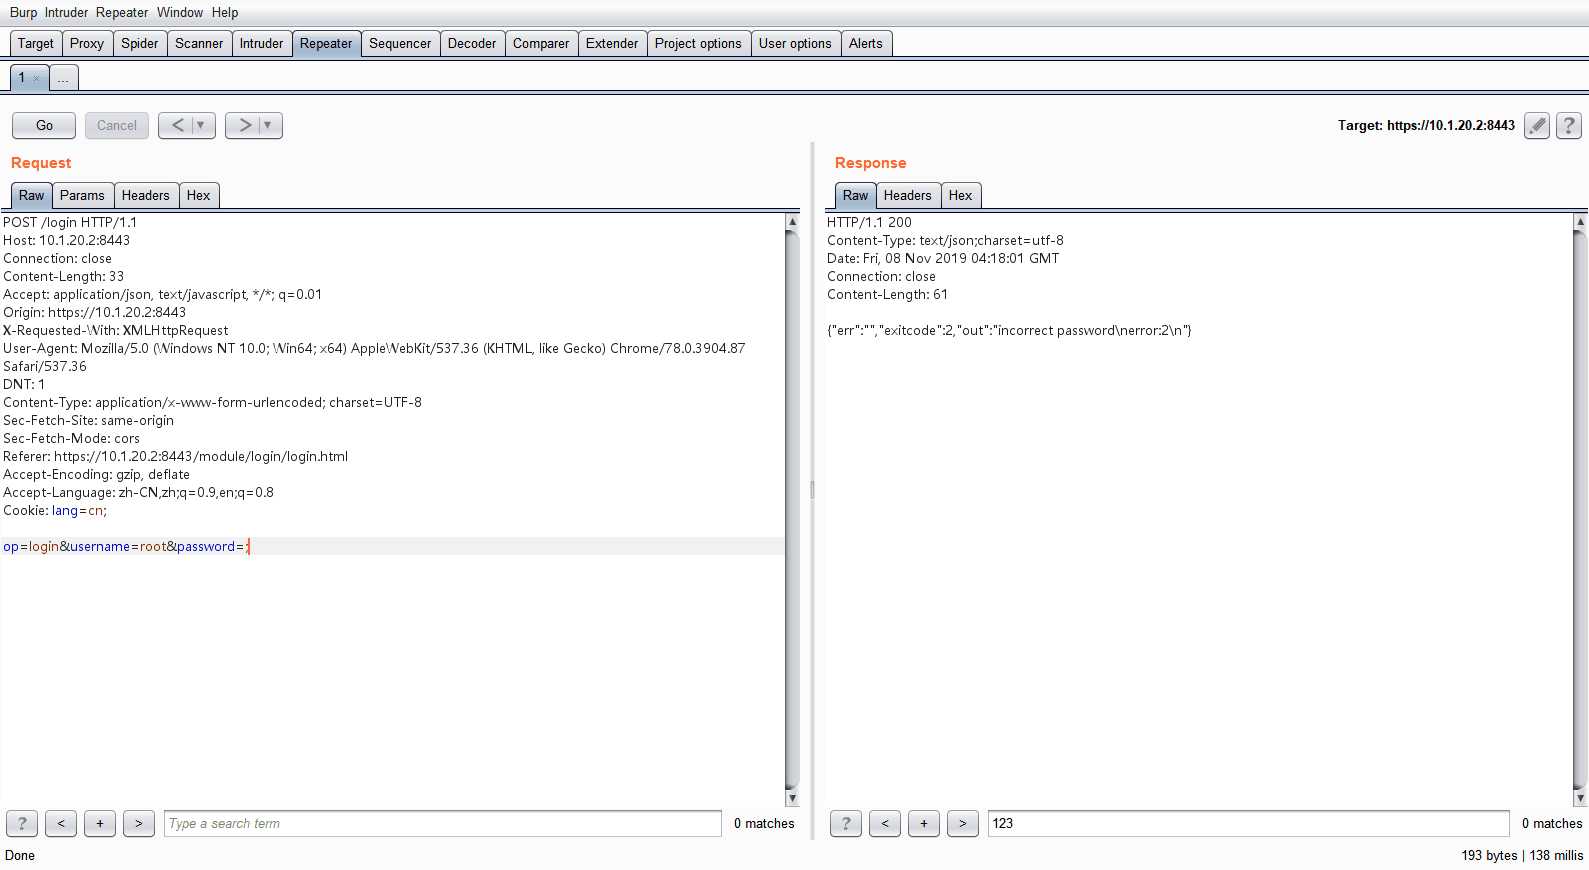 Burp Intruder Repeater Window Help
Target Proxy Spider Scanner Intruder Repeater Sequencer Decoder Comparer Extender Project options User options Alerts
1 × ...
Go Cancel < ▼ > ▼ Target: https://10.1.20.2:8443 ?
Request
Raw Params Headers Hex
POST /login HTTP/1.1
Host: 10.1.20.2:8443
Connection: close
Content-Length: 33
Accept: application/json, text/javascript, */*; q=0.01
Origin: https://10.1.20.2:8443
X-Requested-With: XMLHttpRequest
User-Agent: Mozilla/5.0 (Windows NT 10.0; Win64; x64) AppleWebKit/537.36 (KHTML, like Gecko) Chrome/78.0.3904.87
Safari/537.36
DNT: 1
Content-Type: application/x-www-form-urlencoded; charset=UTF-8
Sec-Fetch-Site: same-origin
Sec-Fetch-Mode: cors
Referer: https://10.1.20.2:8443/module/login/login.html
Accept-Encoding: gzip, deflate
Accept-Language: zh-CN,zh;q=0.9,en;q=0.8
Cookie: lang=cn;
op=login&username=root&password=;
? < + > Type a search term 0 matches
Response
Raw Headers Hex
HTTP/1.1 200
Content-Type: text/json;charset=utf-8
Date: Fri, 08 Nov 2019 04:18:01 GMT
Connection: close
Content-Length: 61
{"err":"","exitcode":2,"out":"incorrect password\nerror:2\n"}
? < + > 123 0 matches
Done 193 bytes | 138 millis